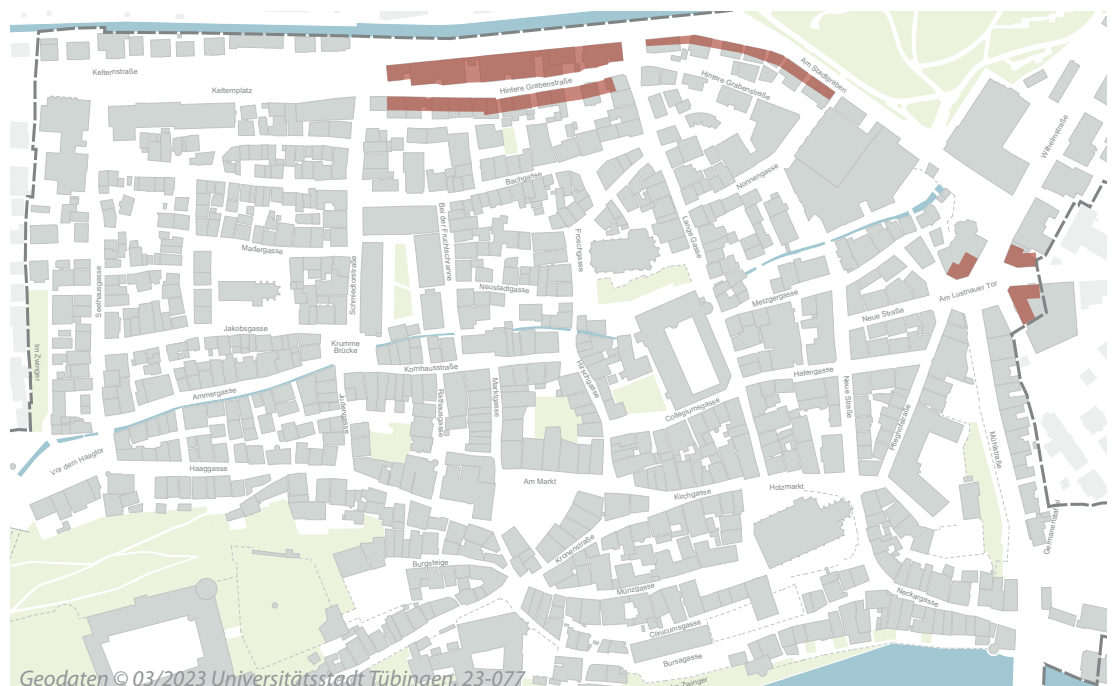 Kelternstraße
Kelternplatz
Hintere Grabenstraße
Hintere Grabenstraße
Am Stadtgraben
Wilhelmstraße
Bachgasse
Nonnengasse
Bei der Fruchtschranne
Froschgasse
Lange Gasse
Madergasse
Seelhausgasse
Schmiedtorstraße
Neustadtgasse
Metzgergasse
Am Lustnauer Tor
Neue Straße
Jakobsgasse
Krumme
Brücke
Im Zwinger
Kornhausstraße
Hirschgasse
Hafengasse
Ammergasse
Judengasse
Rathausgasse
Marktgasse
Neue Straße
Collegiumsgasse
Pfleghofstraße
Mühlstraße
Vor dem Haagtor
Haaggasse
Am Markt
Kirchgasse
Holzmarkt
Germanenstaffel
Kronenstraße
Burgsteige
Münzgasse
Neckargasse
Clinicumsgasse
Bursagasse
Zwinger
Geodaten © 03/2023 Universitätsstadt Tübingen, 23-077